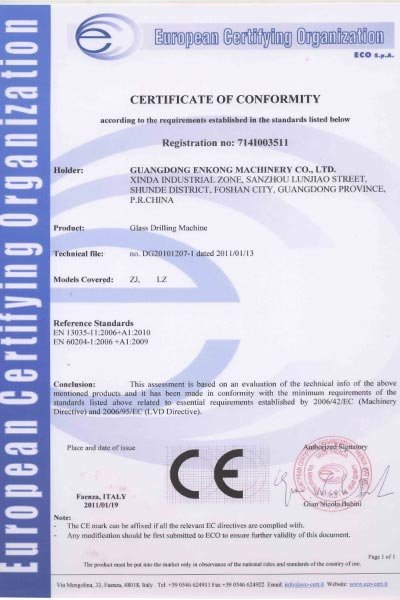 European Certifying Organization
ECO S.p.A.
European Certifying Organization
CERTIFICATE OF CONFORMITY
according to the requirements established in the standards listed below
Registration no: 714I003511
Holder: GUANGDONG ENKONG MACHINERY CO., LTD.
XINDA INDUSTRIAL ZONE, SANZHOU LUNJIAO STREET,
SHUNDE DISTRICT, FOSHAN CITY, GUANGDONG PROVINCE,
P.R.CHINA
Product: Glass Drilling Machine
Technical file: no. DG20101207-1 dated 2011/01/13
Models Covered: ZJ, LZ
Reference Standards
EN 13035-11:2006+A1:2010
EN 60204-1:2006 +A1:2009
Conclusion: This assessment is based on an evaluation of the technical info of the above
mentioned products and it has been made in conformity with the minimum requirements of the
standards listed above related to essential requirements established by 2006/42/EC (Machinery
Directive) and 2006/95/EC (LVD Directive).
Place and date of issue
Authorized Signatory
CE
Faenza, ITALY
2011/01/19
Gian Nicola Babini
Note:
- The CE mark can be affixed if all the relevant EC directives are complied with.
- Any modification should be first submitted to ECO to ensure further validity of this document.
Page 1 of 1
The product must be put into the market only in observance of the national rules and standards of the country of use.
Via Mengolina, 33, Faenza, 48018, Italy Tel. +39 0546 624911 Fax +39 0546 624922 Email: info@eco-cert.it Website: www.eco-cert.it